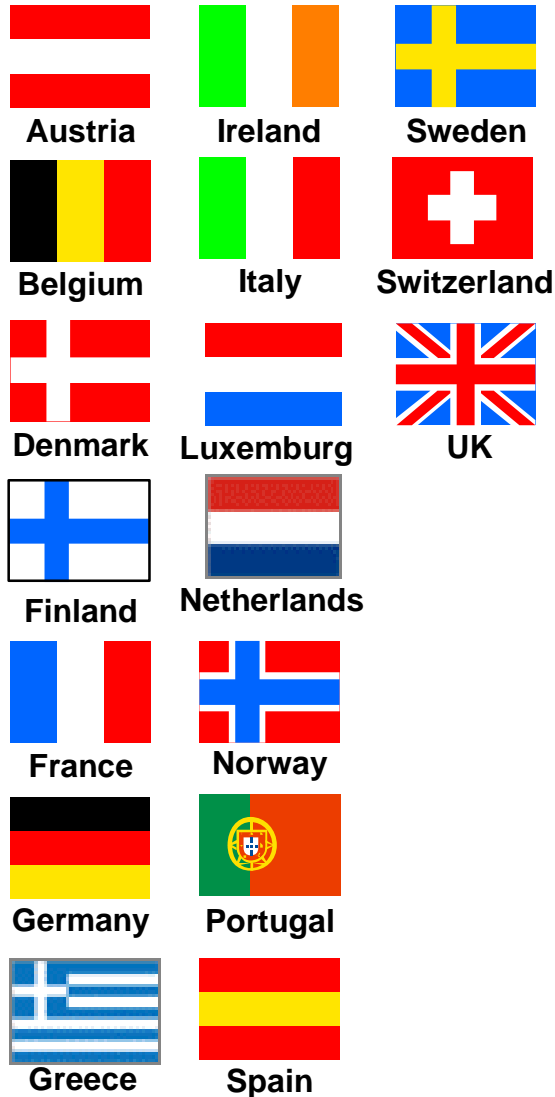 Austria
Ireland
Sweden
Belgium
Italy
Switzerland
Denmark
Luxemburg
UK
Finland
Netherlands
France
Norway
Germany
Portugal
Greece
Spain